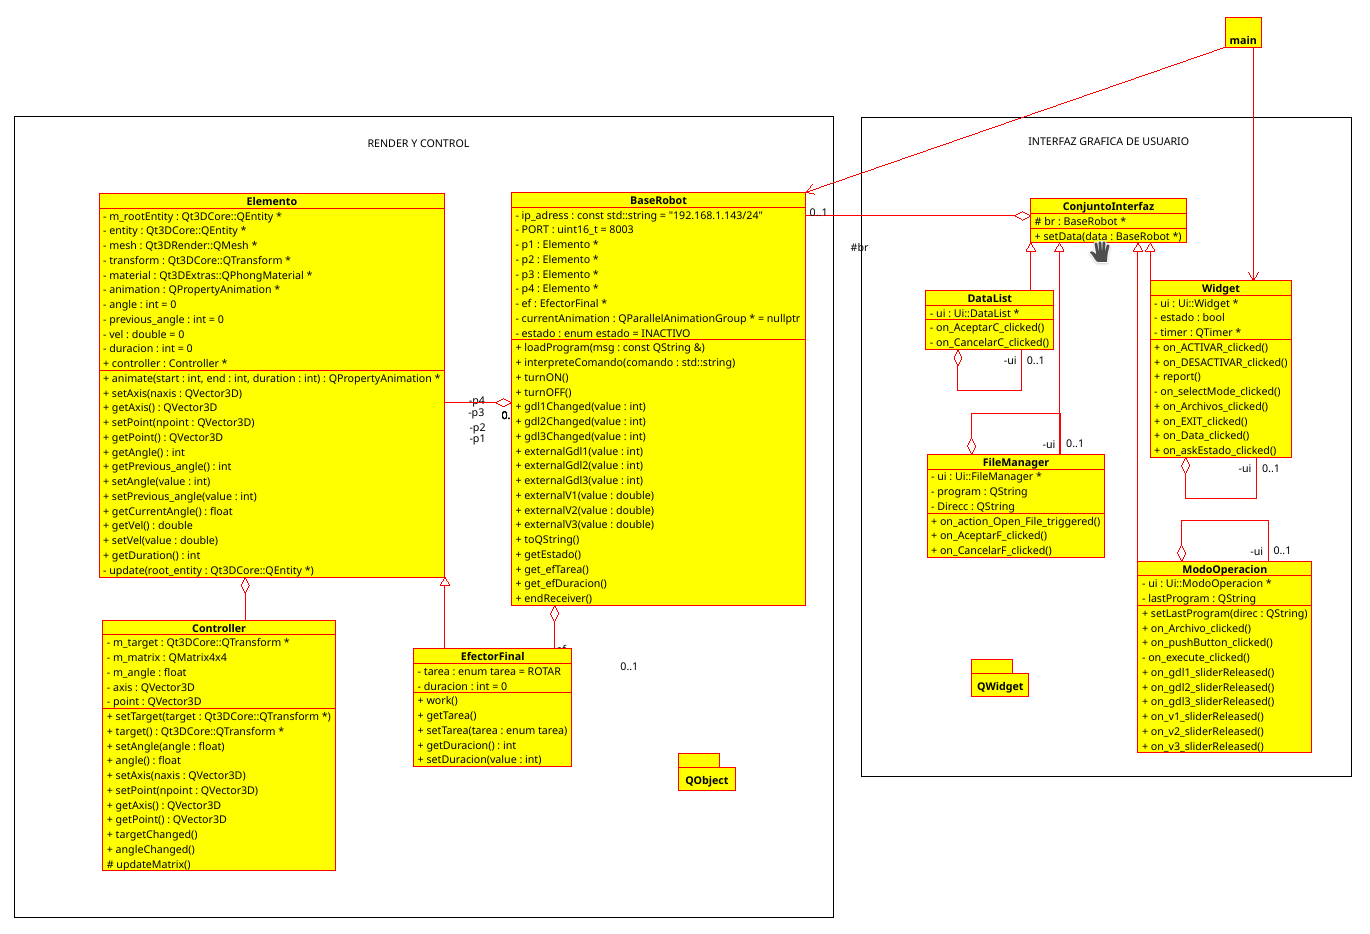 main
RENDER Y CONTROL
Elemento
- m_rootEntity : Qt3DCore::QEntity *
- entity : Qt3DCore::QEntity *
- mesh : Qt3DRender::QMesh *
- transform : Qt3DCore::QTransform *
- material : Qt3DExtras::QPhongMaterial *
- animation : QPropertyAnimation *
- angle : int = 0
- previous_angle : int = 0
- vel : double = 0
- duracion : int = 0
+ controller : Controller *
+ animate(start : int, end : int, duration : int) : QPropertyAnimation *
+ setAxis(naxis : QVector3D)
+ getAxis() : QVector3D
+ setPoint(npoint : QVector3D)
+ getPoint() : QVector3D
+ getAngle() : int
+ getPrevious_angle() : int
+ setAngle(value : int)
+ setPrevious_angle(value : int)
+ getCurrentAngle() : float
+ getVel() : double
+ setVel(value : double)
+ getDuration() : int
- update(root_entity : Qt3DCore::QEntity *)
-p4
-p3
-p2
-p1
0.
BaseRobot
- ip_adress : const std::string = "192.168.1.143/24"
- PORT : uint16_t = 8003
- p1 : Elemento *
- p2 : Elemento *
- p3 : Elemento *
- p4 : Elemento *
- ef : EfectorFinal *
- currentAnimation : QParallelAnimationGroup * = nullptr
- estado : enum estado = INACTIVO
+ loadProgram(msg : const QString &)
+ interpreteComando(comando : std::string)
+ turnON()
+ turnOFF()
+ gdl1Changed(value : int)
+ gdl2Changed(value : int)
+ gdl3Changed(value : int)
+ externalGdl1(value : int)
+ externalGdl2(value : int)
+ externalGdl3(value : int)
+ externalV1(value : double)
+ externalV2(value : double)
+ externalV3(value : double)
+ toQString()
+ getEstado()
+ get_efTarea()
+ get_efDuracion()
+ endReceiver()
0..1
#br
Controller
- m_target : Qt3DCore::QTransform *
- m_matrix : QMatrix4x4
- m_angle : float
- axis : QVector3D
- point : QVector3D
+ setTarget(target : Qt3DCore::QTransform *)
+ target() : Qt3DCore::QTransform *
+ setAngle(angle : float)
+ angle() : float
+ setAxis(naxis : QVector3D)
+ setPoint(npoint : QVector3D)
+ getAxis() : QVector3D
+ getPoint() : QVector3D
+ targetChanged()
+ angleChanged()
# updateMatrix()
EfectorFinal
- tarea : enum tarea = ROTAR
- duracion : int = 0
+ work()
+ getTarea()
+ setTarea(tarea : enum tarea)
+ getDuracion() : int
+ setDuracion(value : int)
0..1
QObject
INTERFAZ GRAFICA DE USUARIO
ConjuntoInterfaz
# br : BaseRobot *
+ setData(data : BaseRobot *)
DataList
- ui : Ui::DataList *
- on_AceptarC_clicked()
- on_CancelarC_clicked()
-ui 0..1
-ui 0..1
FileManager
- ui : Ui::FileManager *
- program : QString
- Direcc : QString
+ on_action_Open_File_triggered()
+ on_AceptarF_clicked()
+ on_CancelarF_clicked()
Widget
- ui : Ui::Widget *
- estado : bool
- timer : QTimer *
+ on_ACTIVAR_clicked()
+ on_DESACTIVAR_clicked()
+ report()
- on_selectMode_clicked()
+ on_Archivos_clicked()
+ on_EXIT_clicked()
+ on_Data_clicked()
+ on_askEstado_clicked()
-ui 0..1
-ui 0..1
ModoOperacion
- ui : Ui::ModoOperacion *
- lastProgram : QString
+ setLastProgram(direc : QString)
+ on_Archivo_clicked()
+ on_pushButton_clicked()
- on_execute_clicked()
+ on_gdl1_sliderReleased()
+ on_gdl2_sliderReleased()
+ on_gdl3_sliderReleased()
+ on_v1_sliderReleased()
+ on_v2_sliderReleased()
+ on_v3_sliderReleased()
QWidget